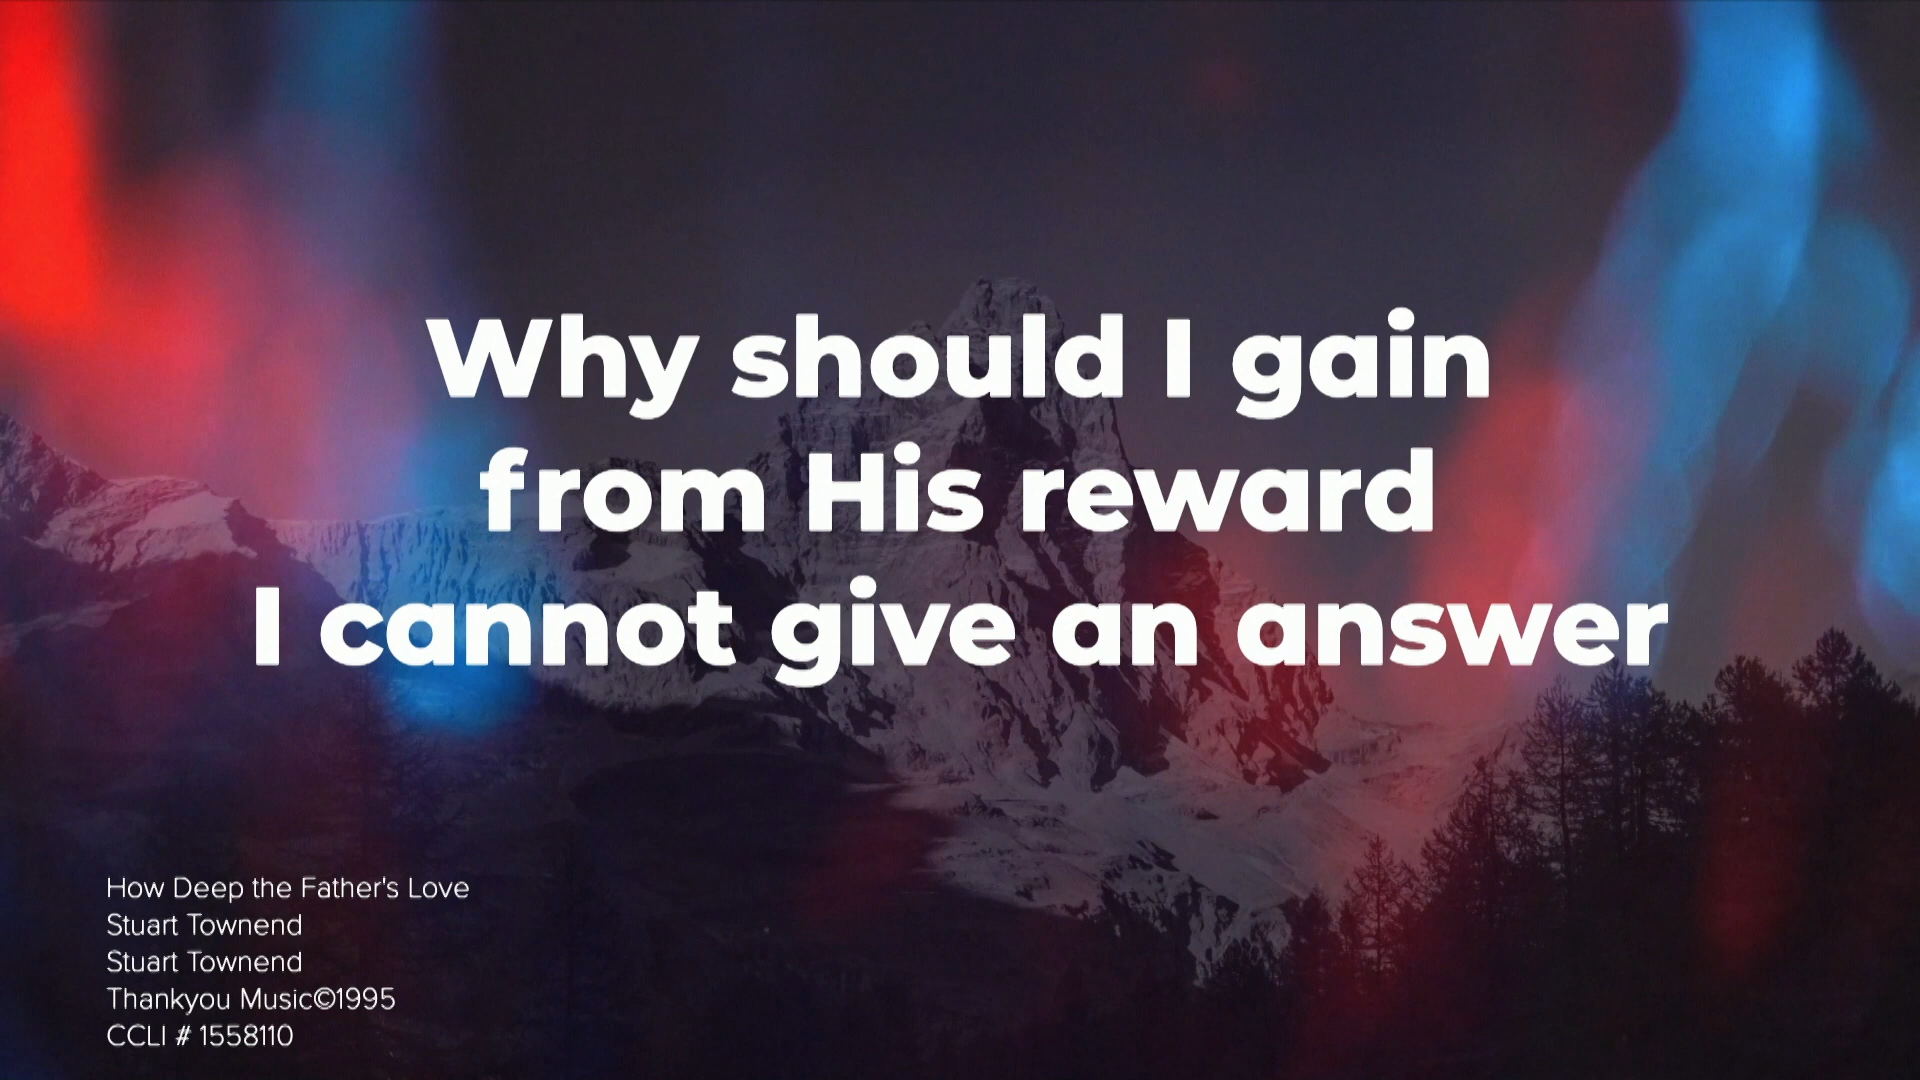 Why should I gain
from His reward
I cannot give an answer
How Deep the Father's Love
Stuart Townend
Stuart Townend
Thankyou Music©1995
CCLI # 1558110